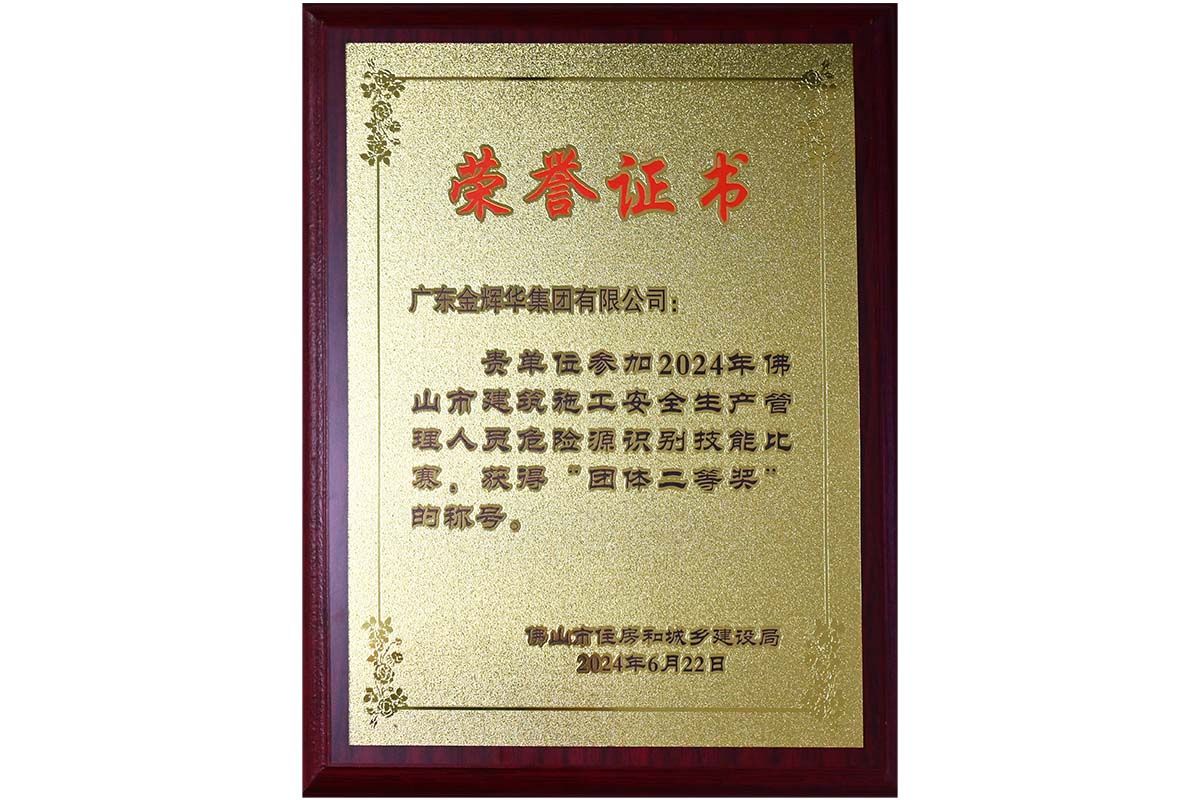 荣誉证书
广东金辉华集团有限公司：
贵单位参加2024年佛
山市建筑施工安全生产管
理人员危险源识别技能比
赛，获得“团体二等奖”
的称号。
佛山市住房和城乡建设局
2024年6月22日